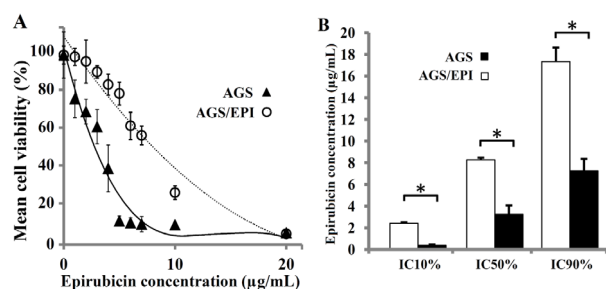 A
Mean cell viability (%)
100
80
60
40
20
0
AGS
AGS/EPI
0
10
20
Epirubicin concentration (µg/mL)
B
Epirubicin concentration (µg/mL)
20
18
16
14
12
10
8
6
4
2
0
AGS/EPI
AGS
*
*
*
IC10%
IC50%
IC90%